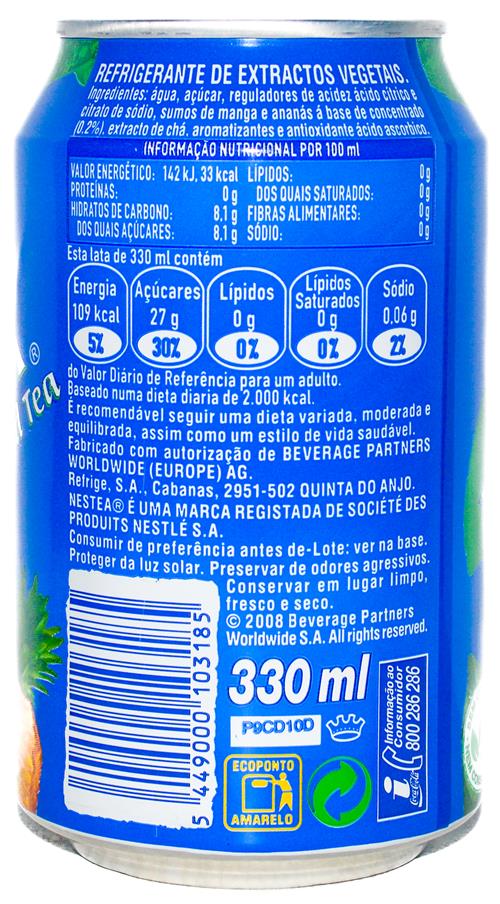 REFRIGERANTE DE EXTRACTOS VEGETAIS.
Ingredientes: água, açúcar, reguladores de acidez ácido cítrico e
citrato de sódio, sumos de manga e ananás á base de concentrado
(0.2%), extracto de chá, aromatizantes e antioxidante ácido ascorbico.
INFORMAÇÃO NUTRICIONAL POR 100 ml
VALOR ENERGÉTICO: 142 kJ, 33 kcal LÍPIDOS: 0g
PROTEÍNAS: 0g DOS QUAIS SATURADOS: 0g
HIDRATOS DE CARBONO: 8.1 g FIBRAS ALIMENTARES: 0g
DOS QUAIS AÇÚCARES: 8.1 g SÓDIO: 0g
Esta lata de 330 ml contém
Energia 109 kcal 5%
Açúcares 27 g 30%
Lípidos 0 g 0%
Lípidos Saturados 0 g 0%
Sódio 0.06 g 2%
do Valor Diário de Referência para um adulto.
Baseado numa dieta diaria de 2.000 kcal.
É recomendável seguir uma dieta variada, moderada e
equilibrada, assim como um estilo de vida saudável.
Fabricado com autorização de BEVERAGE PARTNERS
WORLDWIDE (EUROPE) AG.
Refrige, S.A., Cabanas, 2951-502 QUINTA DO ANJO.
NESTEA® É UMA MARCA REGISTADA DE SOCIÉTÉ DES
PRODUITS NESTLÉ S.A.
Consumir de preferência antes de-Lote: ver na base.
Proteger da luz solar. Preservar de odores agressivos.
Conservar em lugar limpo,
fresco e seco.
© 2008 Beverage Partners
Worldwide S.A. All rights reserved.
330 ml
P9CD10D
5 449000 103185
ECOPONTO
AMARELO
i
Informação ao
Consumidor
800 286 286
Coca-Cola
®
Tea